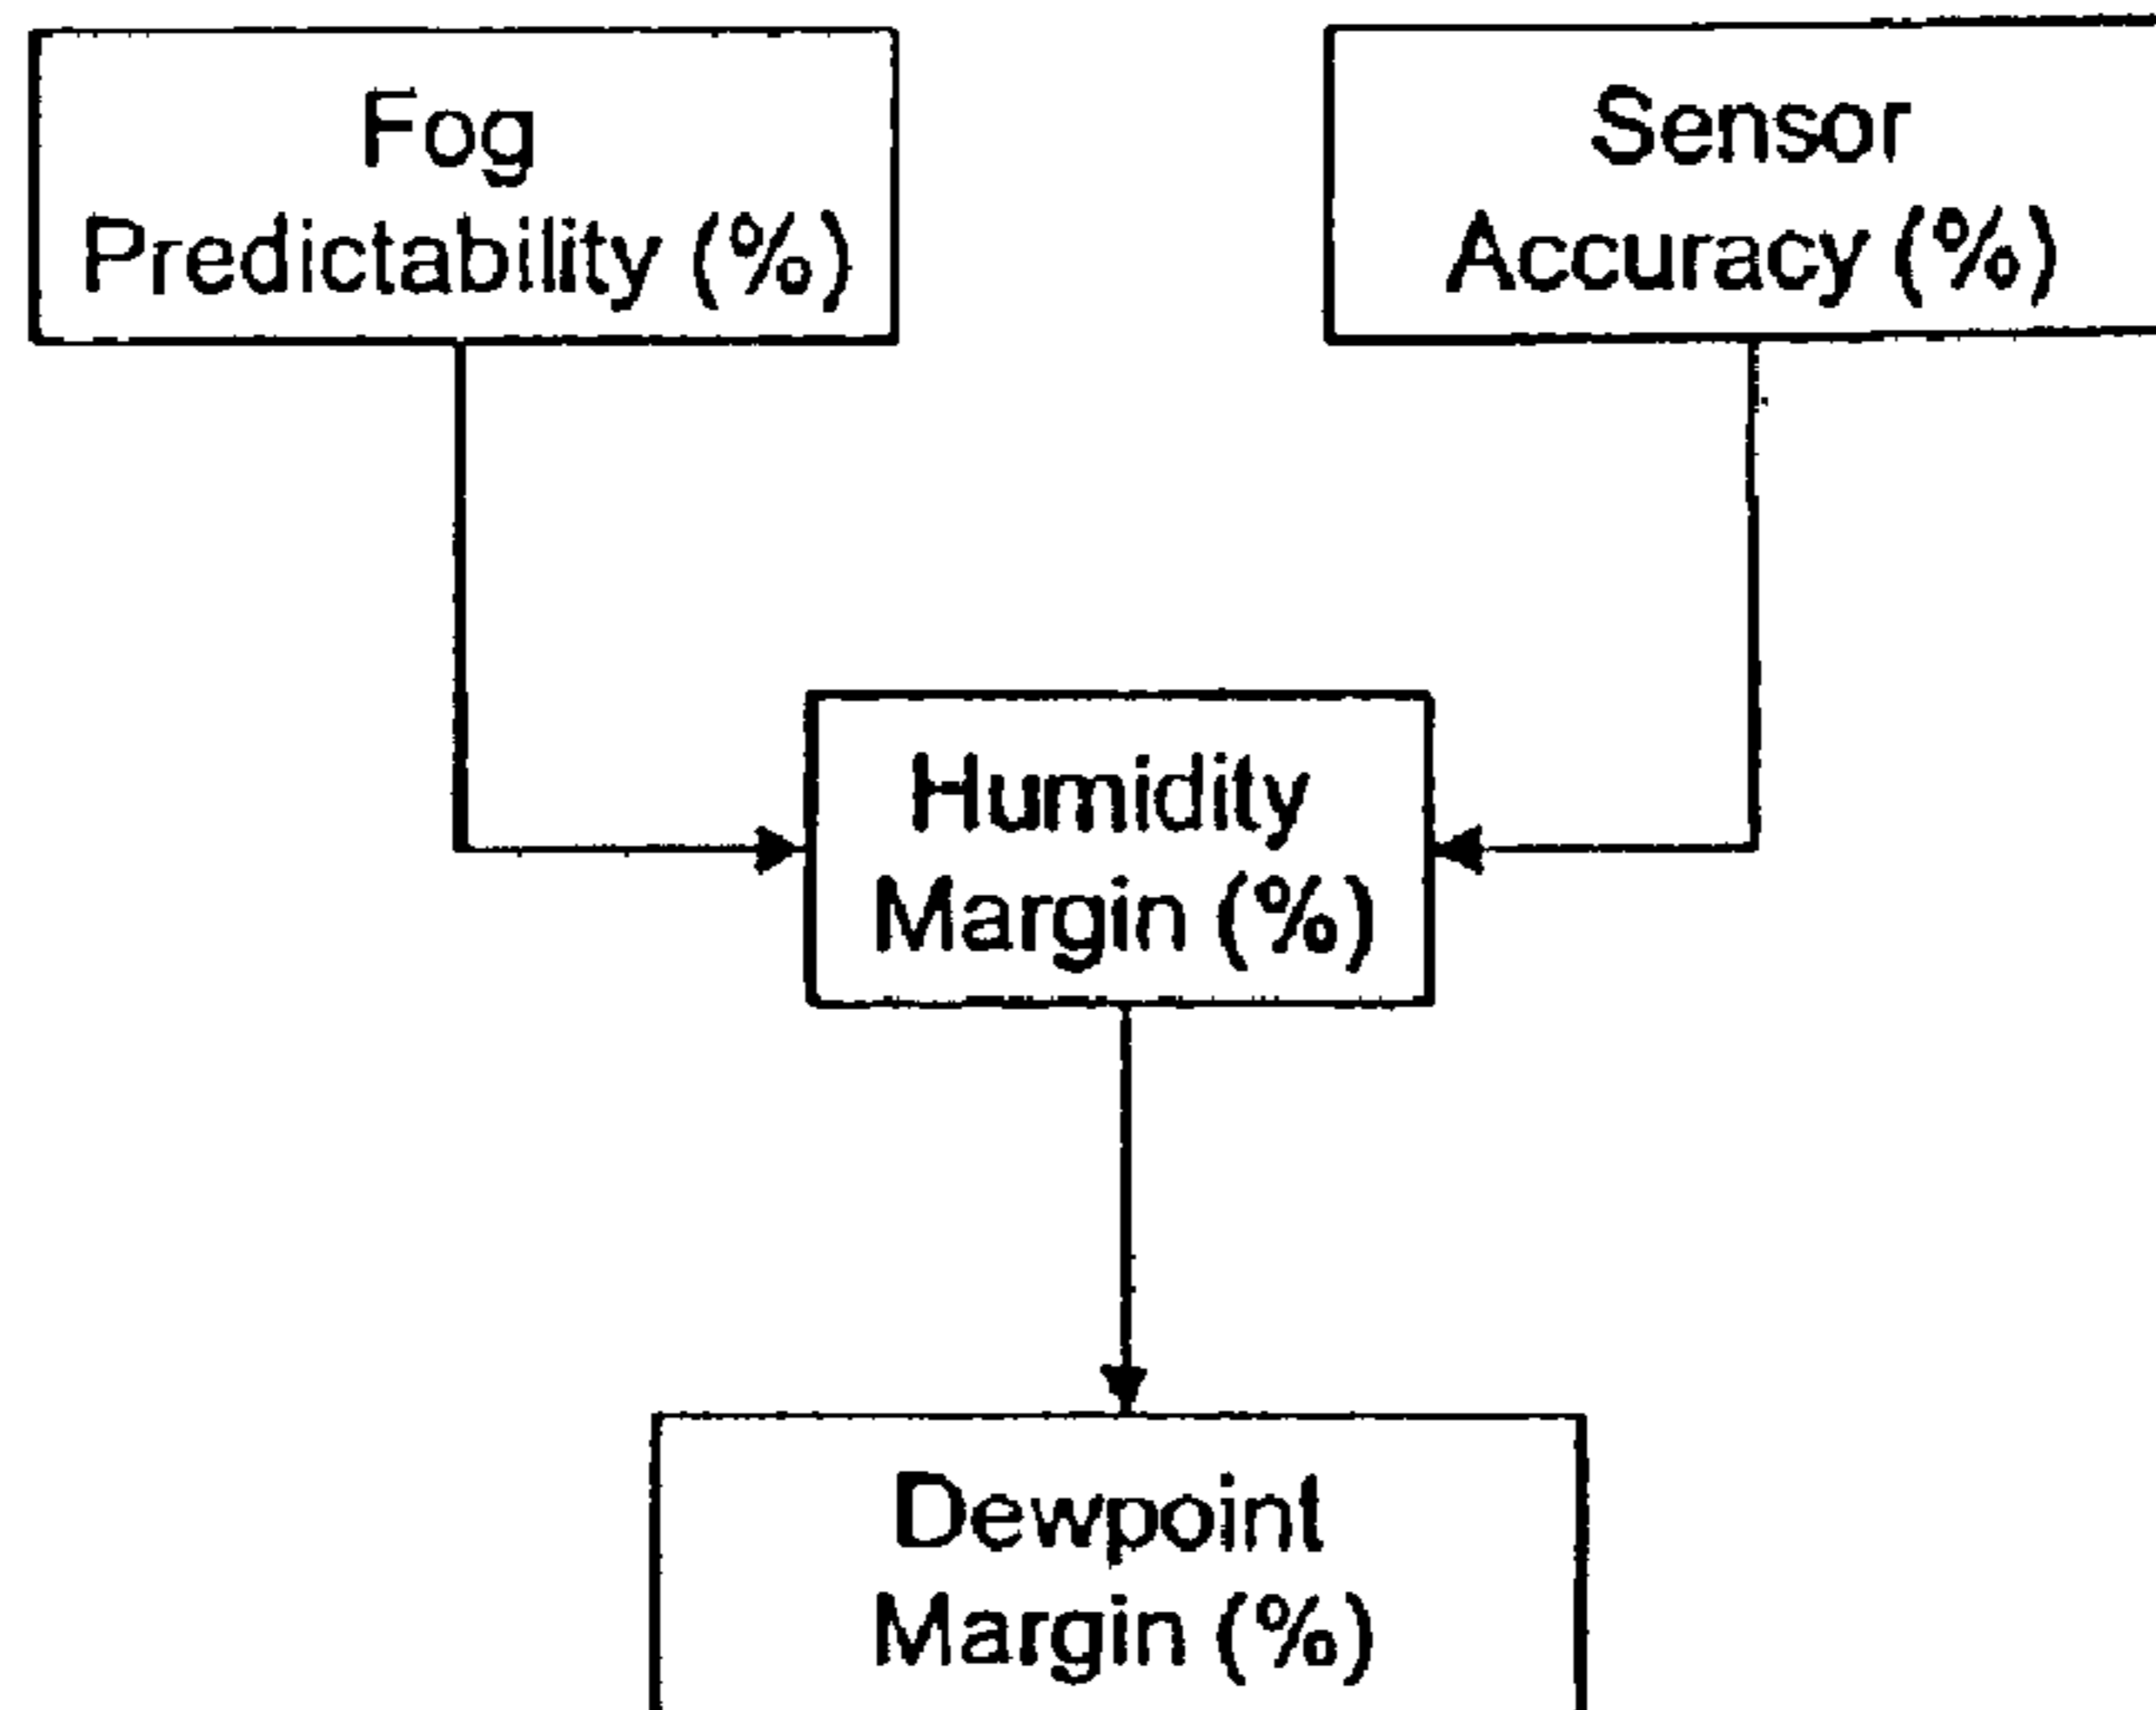 Fog
Predictability (%)
Sensor
Accuracy (%)
Humidity
Margin (%)
Dewpoint
Margin (%)